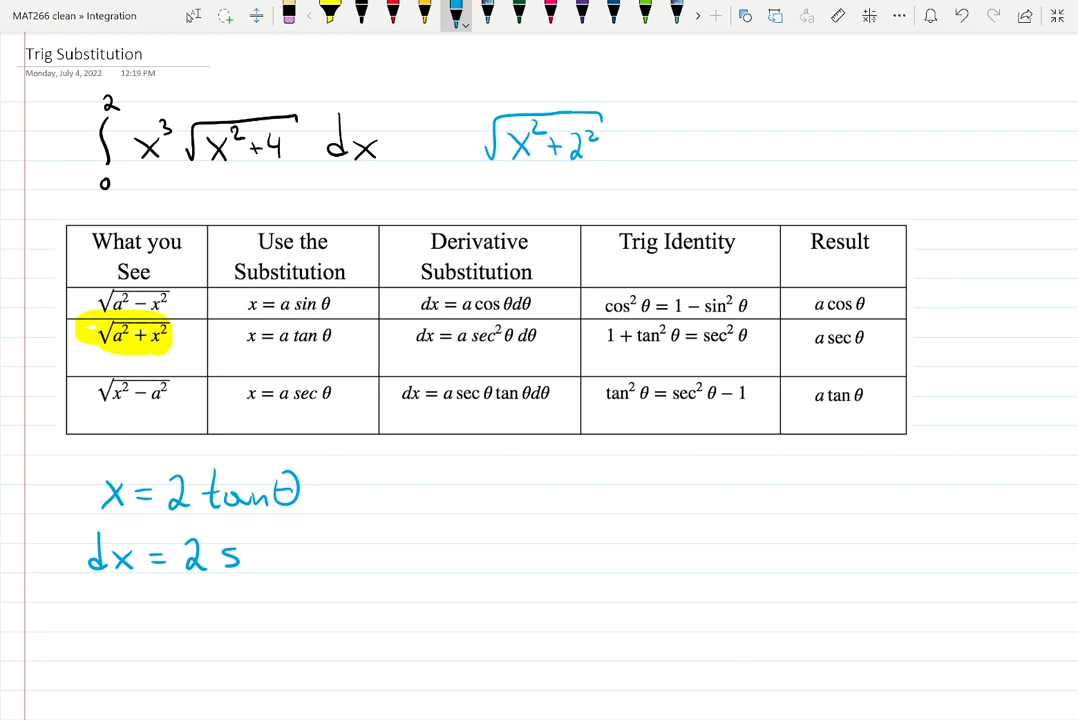 MAT266 clean » Integration
Trig Substitution
Monday, July 4, 2022 12:19 PM
∫₀² x³ √(x²+4) dx √(x²+2²)
What you See | Use the Substitution | Derivative Substitution | Trig Identity | Result
√(a² − x²) | x = a sin θ | dx = a cos θdθ | cos² θ = 1 − sin² θ | a cos θ
√(a² + x²) | x = a tan θ | dx = a sec² θ dθ | 1 + tan² θ = sec² θ | a sec θ
√(x² − a²) | x = a sec θ | dx = a sec θ tan θdθ | tan² θ = sec² θ − 1 | a tan θ
x = 2 tan θ
dx = 2 s